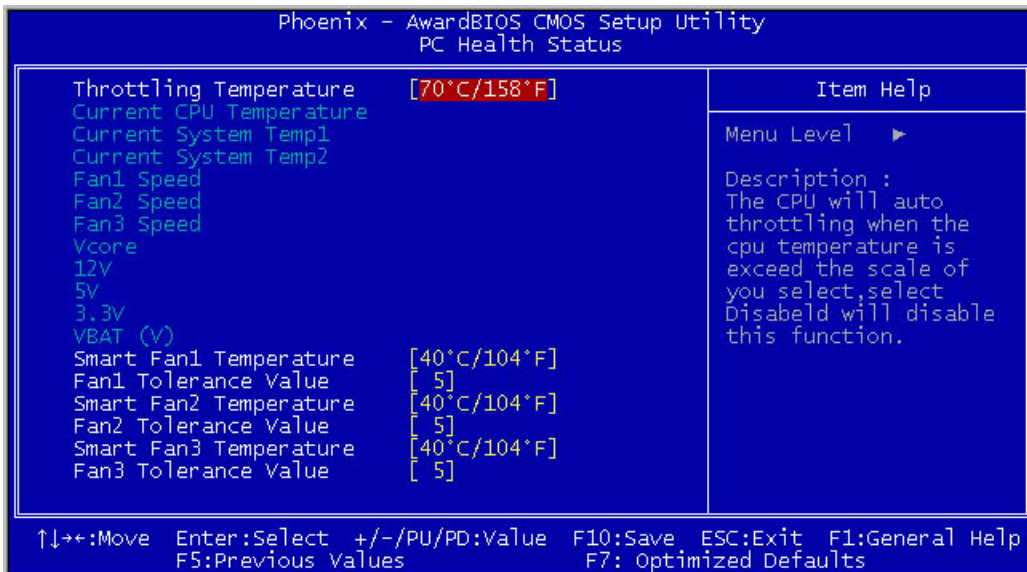 Phoenix - AwardBIOS CMOS Setup Utility
PC Health Status
Throttling Temperature [70°C/158°F]
Current CPU Temperature
Current System Temp1
Current System Temp2
Fan1 Speed
Fan2 Speed
Fan3 Speed
Vcore
12V
5V
3.3V
VBAT (V)
Smart Fan1 Temperature [40°C/104°F]
Fan1 Tolerance Value [ 5]
Smart Fan2 Temperature [40°C/104°F]
Fan2 Tolerance Value [ 5]
Smart Fan3 Temperature [40°C/104°F]
Fan3 Tolerance Value [ 5]
Item Help
Menu Level ►
Description :
The CPU will auto
throttling when the
cpu temperature is
exceed the scale of
you select,select
Disabeld will disable
this function.
↑↓→←:Move Enter:Select +/-/PU/PD:Value F10:Save ESC:Exit F1:General Help
F5:Previous Values F7: Optimized Defaults